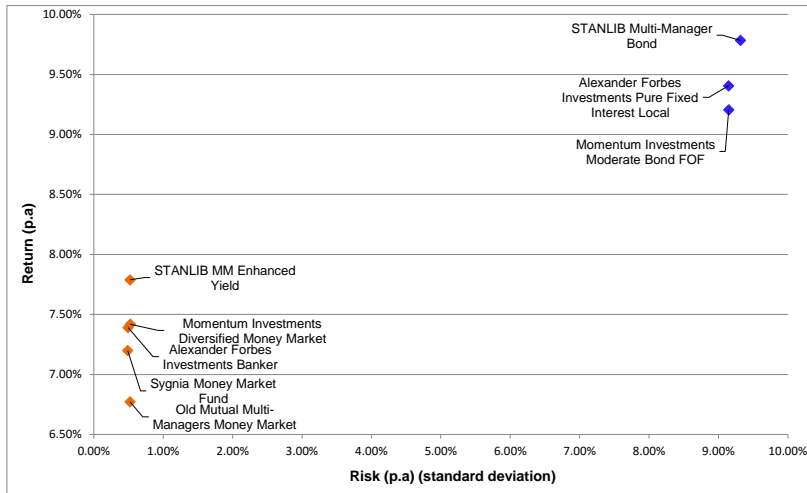 10.00%
STANLIB Multi-Manager
Bond
9.50%
Alexander Forbes
Investments Pure Fixed
Interest Local
9.00%
Momentum Investments
Moderate Bond FOF
8.50%
Return (p.a)
8.00%
STANLIB MM Enhanced
Yield
7.50%
Momentum Investments
Diversified Money Market
Alexander Forbes
Investments Banker
7.00%
Sygnia Money Market
Fund
Old Mutual Multi-
Managers Money Market
6.50%
0.00% 1.00% 2.00% 3.00% 4.00% 5.00% 6.00% 7.00% 8.00% 9.00% 10.00%
Risk (p.a) (standard deviation)